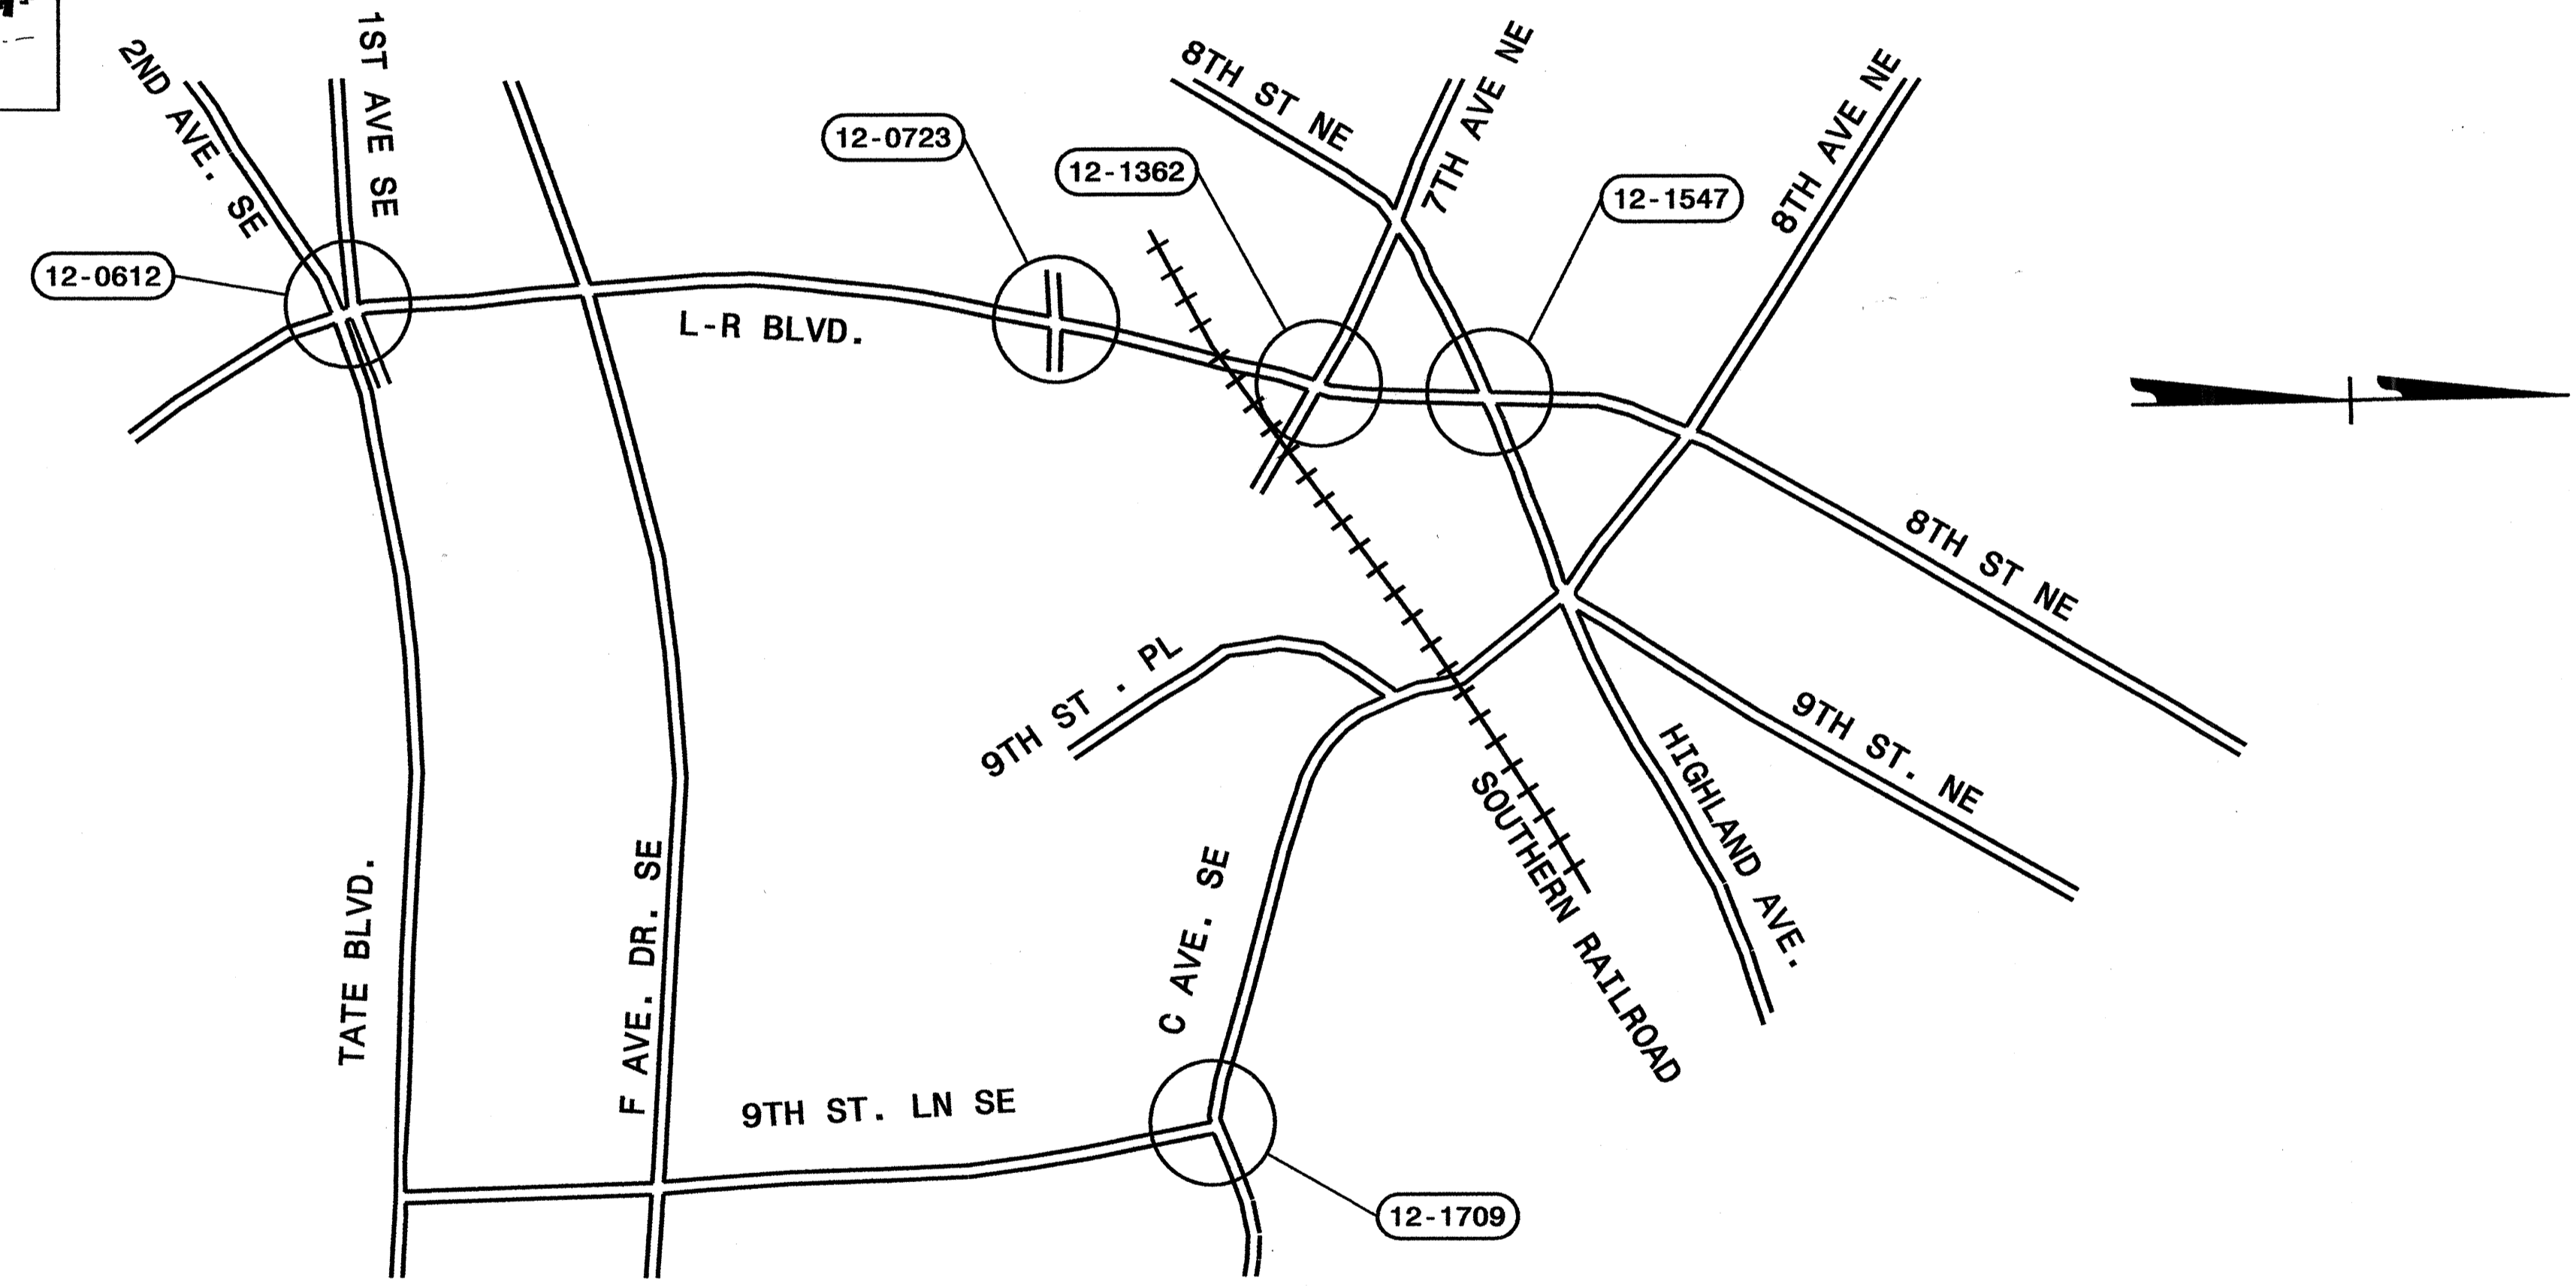 2ND AVE. SE
1ST AVE SE
12-0612
12-0723
12-1362
8TH ST NE
7TH AVE NE
12-1547
8TH AVE NE
L-R BLVD.
8TH ST NE
9TH ST . PL
9TH ST. NE
HIGHLAND AVE.
SOUTHERN RAILROAD
TATE BLVD.
F AVE. DR. SE
C AVE. SE
9TH ST. LN SE
12-1709